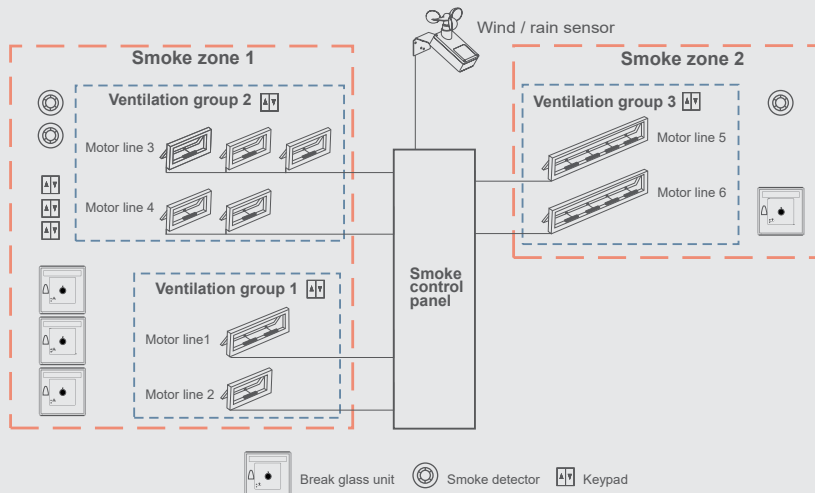 Wind / rain sensor
Smoke zone 1
Ventilation group 2
Motor line 3
Motor line 4
Ventilation group 1
Motor line1
Motor line 2
Smoke
control
panel
Smoke zone 2
Ventilation group 3
Motor line 5
Motor line 6
Break glass unit
Smoke detector
Keypad